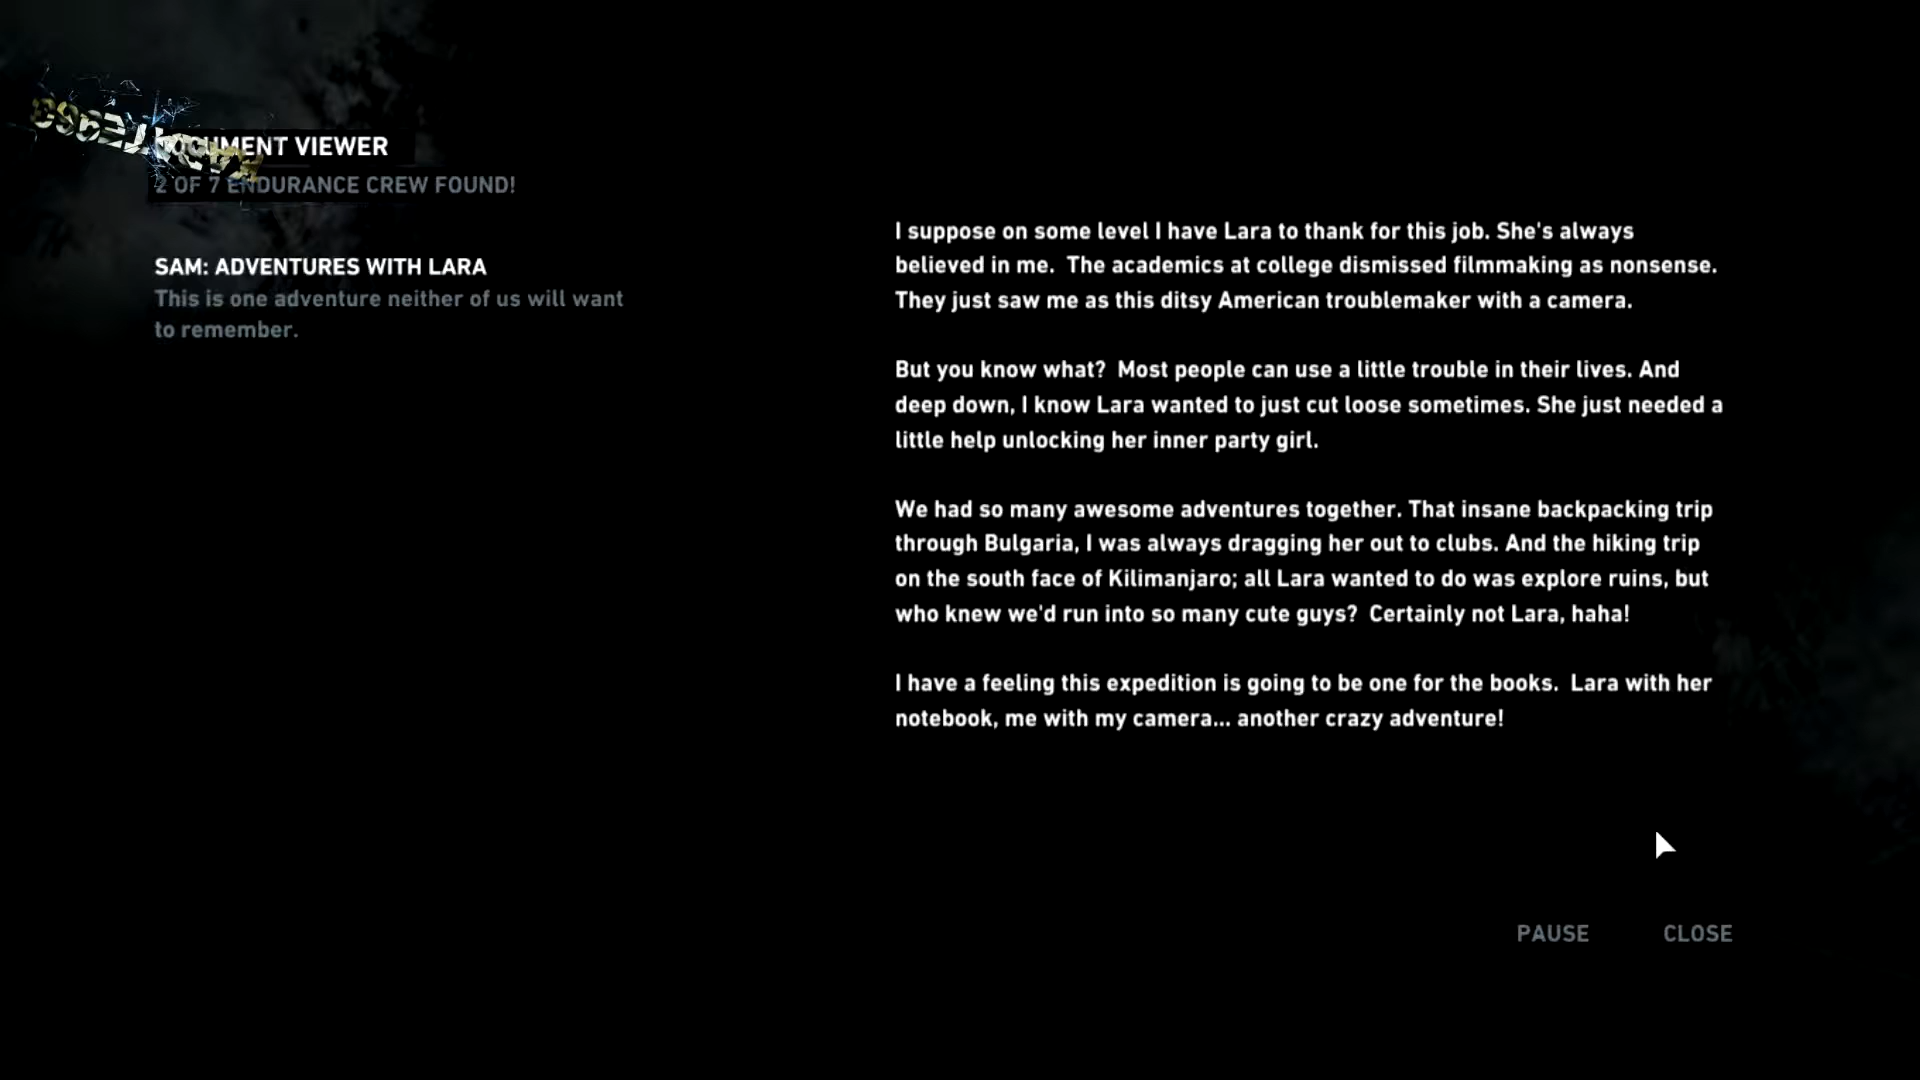 DOCUMENT VIEWER
2 OF 7 ENDURANCE CREW FOUND!
SAM: ADVENTURES WITH LARA
This is one adventure neither of us will want
to remember.
I suppose on some level I have Lara to thank for this job. She's always
believed in me.  The academics at college dismissed filmmaking as nonsense.
They just saw me as this ditsy American troublemaker with a camera.
But you know what?  Most people can use a little trouble in their lives. And
deep down, I know Lara wanted to just cut loose sometimes. She just needed a
little help unlocking her inner party girl.
We had so many awesome adventures together. That insane backpacking trip
through Bulgaria, I was always dragging her out to clubs. And the hiking trip
on the south face of Kilimanjaro; all Lara wanted to do was explore ruins, but
who knew we'd run into so many cute guys?  Certainly not Lara, haha!
I have a feeling this expedition is going to be one for the books.  Lara with her
notebook, me with my camera... another crazy adventure!
PAUSE
CLOSE